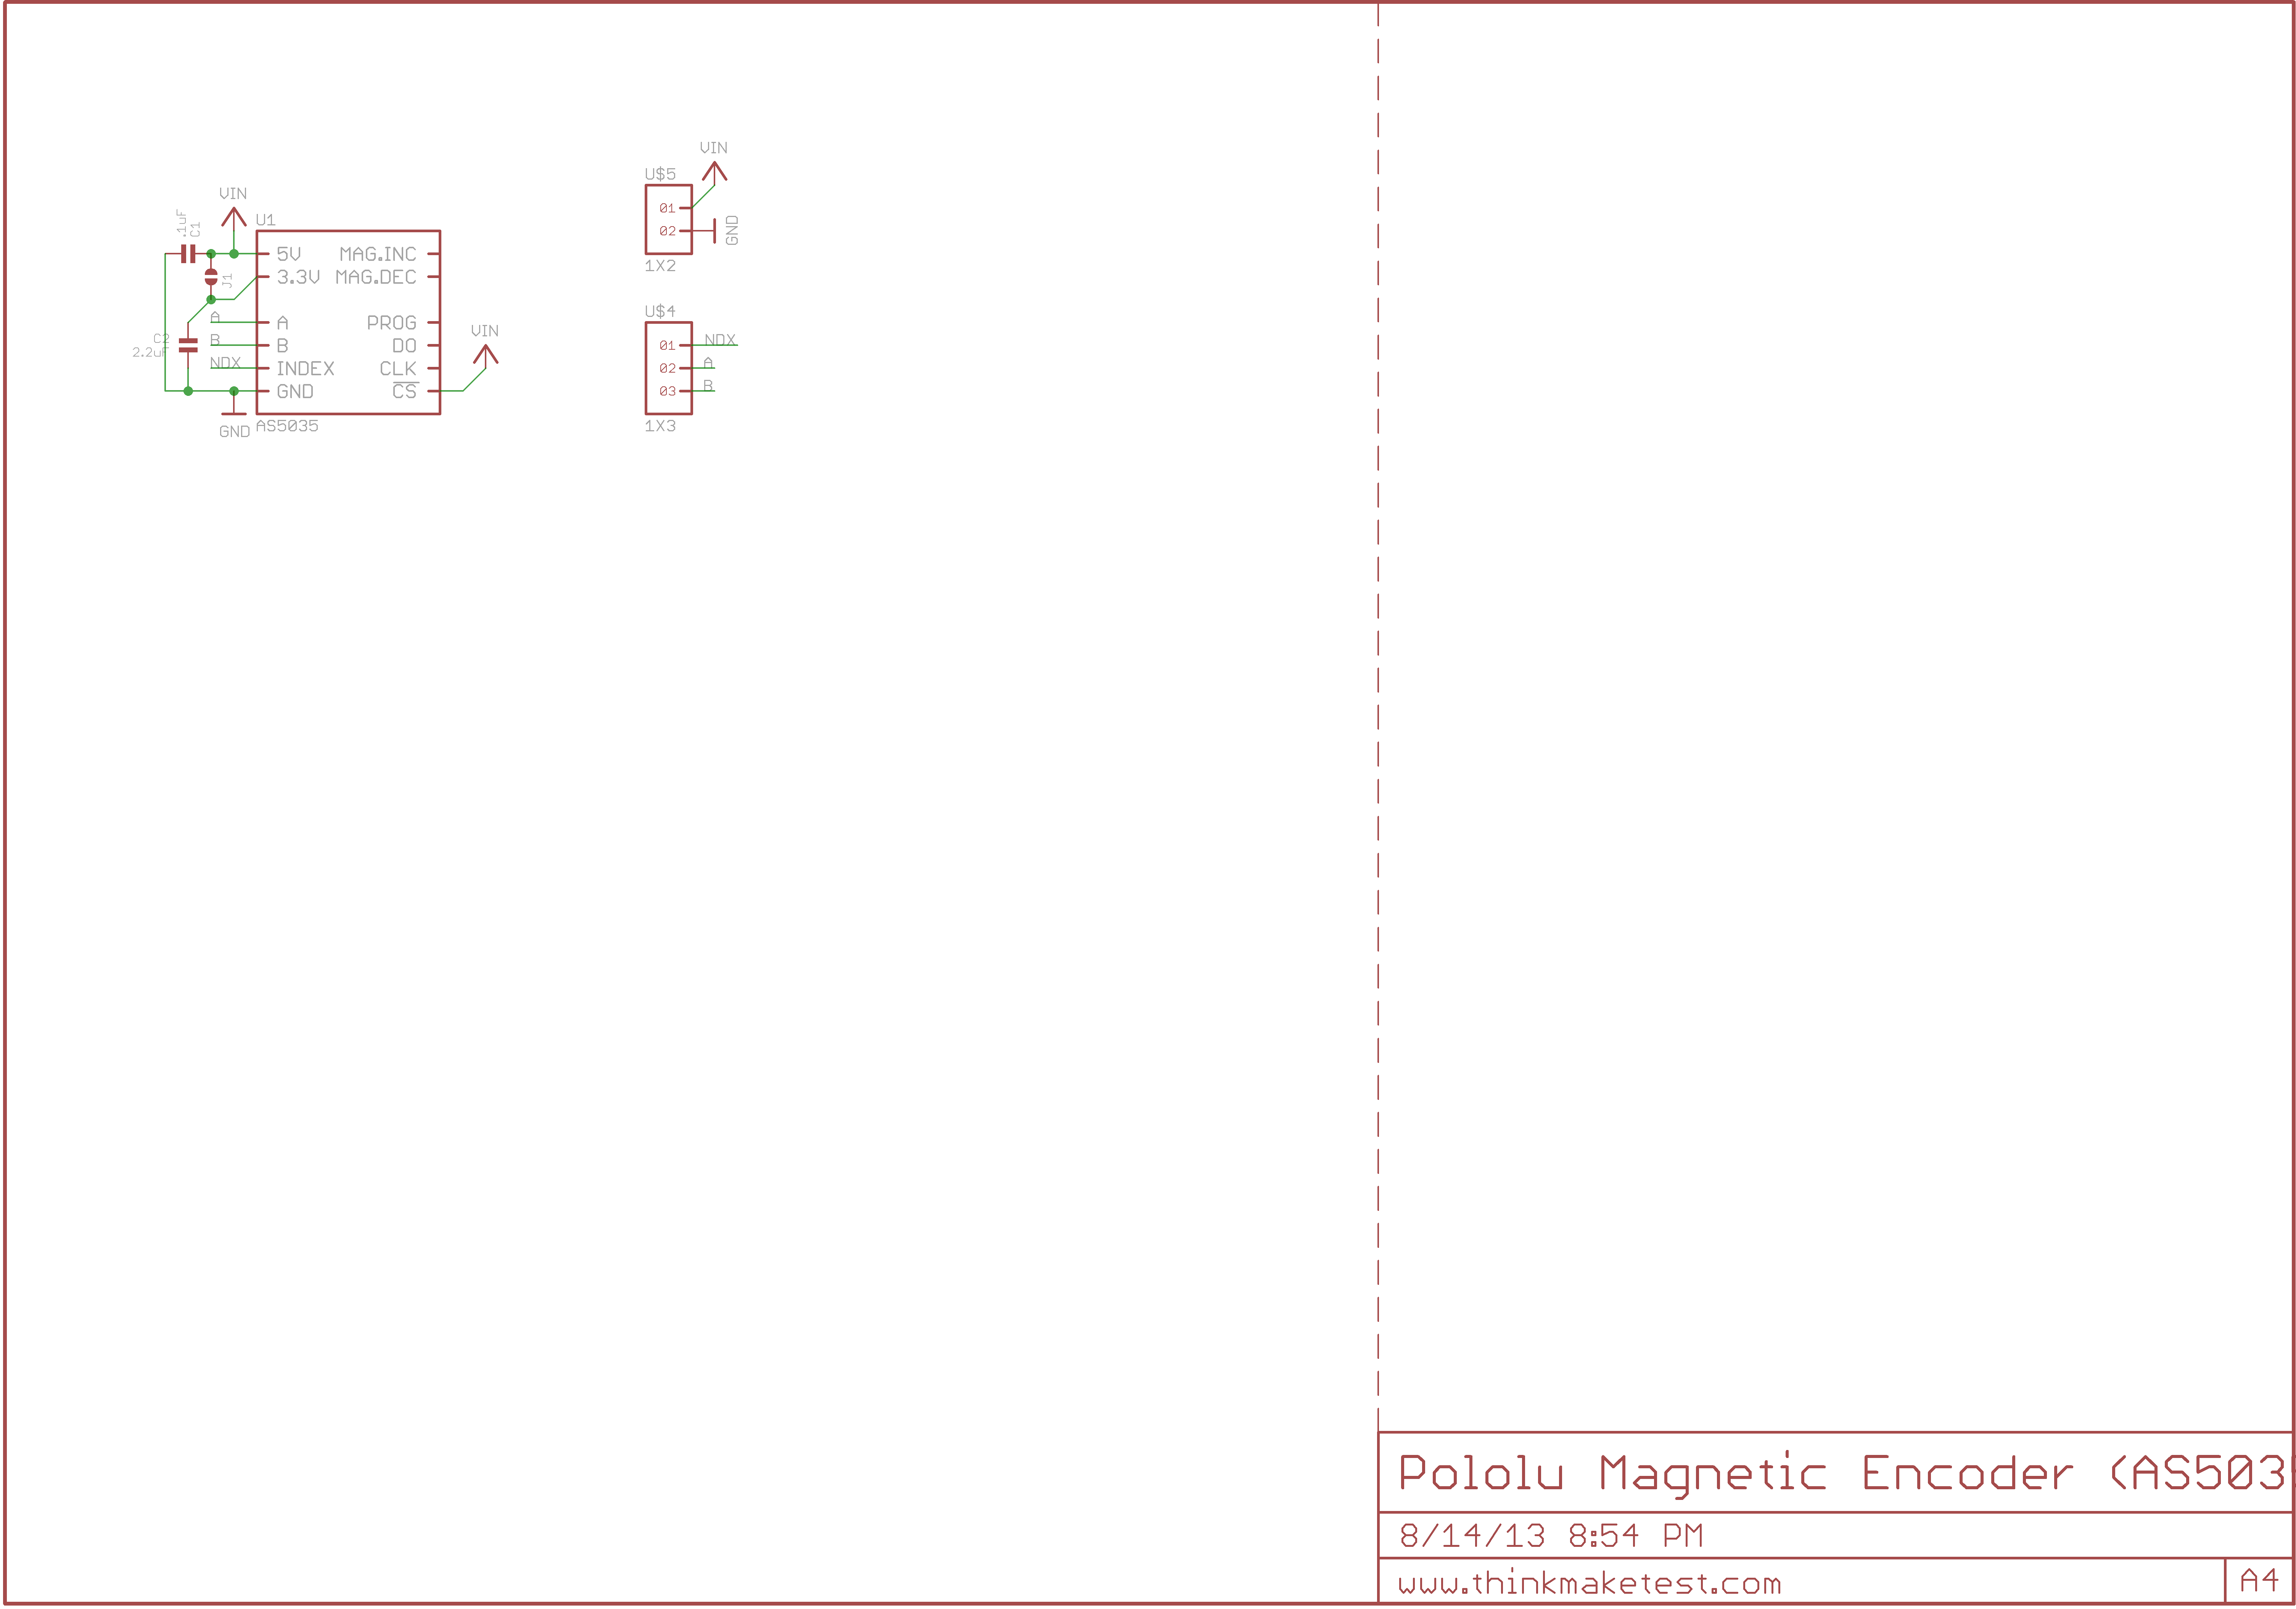 VIN
.1uF
C1
U1
5V
3.3V
A
B
INDEX
GND
MAG.INC
MAG.DEC
PROG
DO
CLK
CS
AS5035
J1
A
B
NDX
C2
2.2uF
GND
VIN
VIN
U$5
01
02
GND
1X2
U$4
01
02
03
NDX
A
B
1X3
Pololu Magnetic Encoder (AS503
8/14/13 8:54 PM
www.thinkmaketest.com
A4